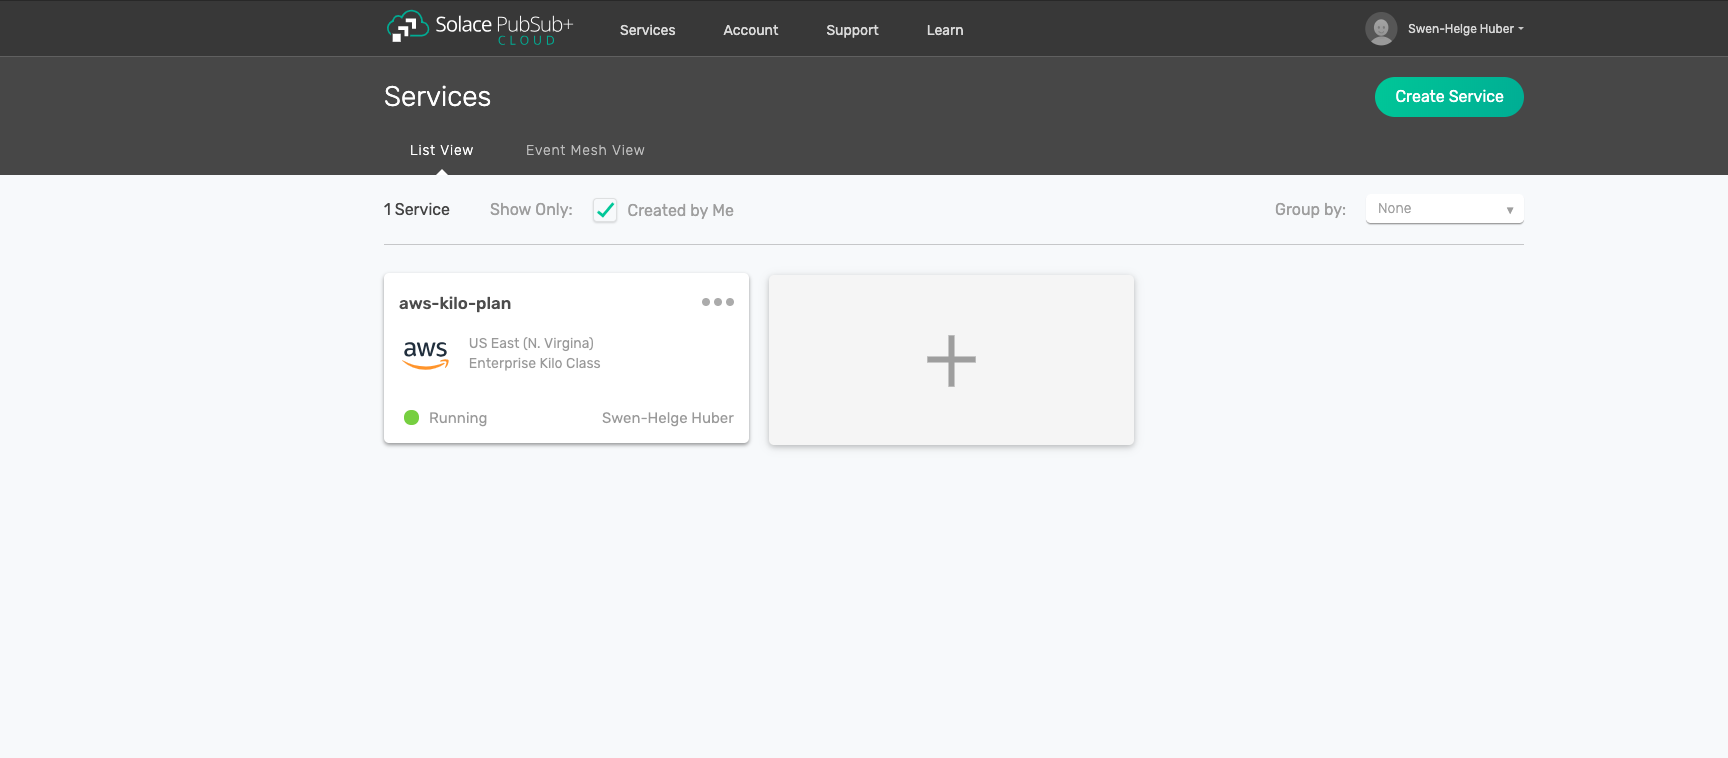 Solace PubSub+
CLOUD
Services
Account
Support
Learn
Swen-Helge Huber
Services
Create Service
List View
Event Mesh View
1 Service
Show Only:
Created by Me
Group by:
None
aws-kilo-plan
aws
US East (N. Virgina)
Enterprise Kilo Class
Running
Swen-Helge Huber